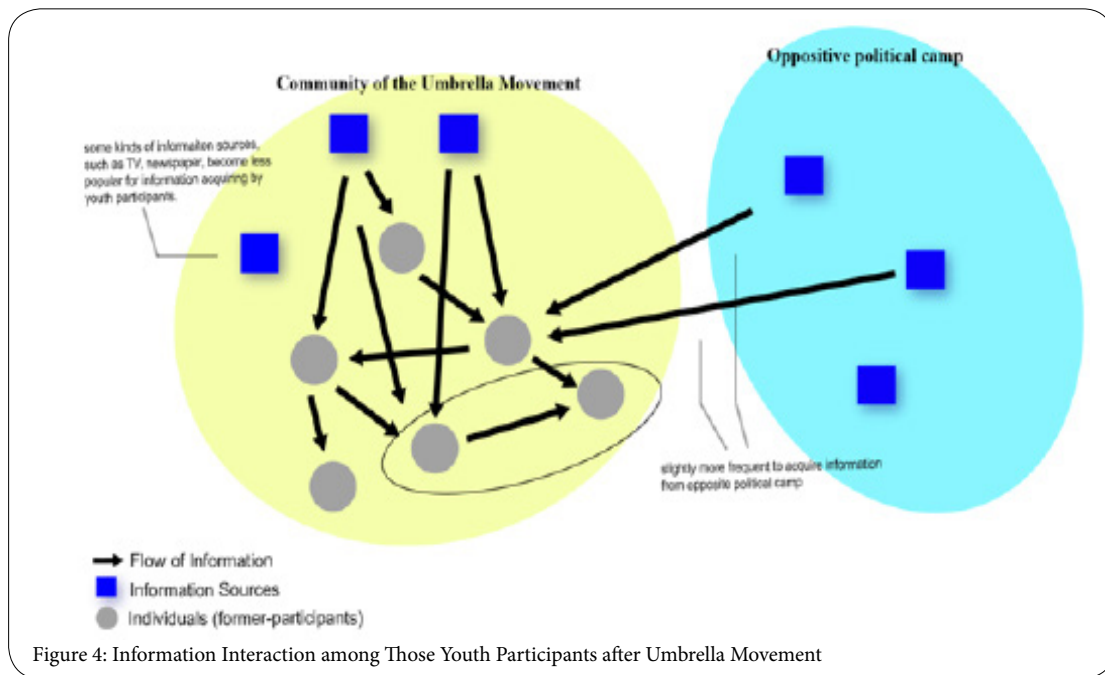 Oppositive political camp
Community of the Umbrella Movement
some kinds of information sources,
such as TV, newspaper, become less
populer for information acquiring by
youth participants.
slightly more frequent to acquire information
from opposite political camp
Flow of Information
Information Sources
Individuals (former-participants)
Figure 4: Information Interaction among Those Youth Participants after Umbrella Movement